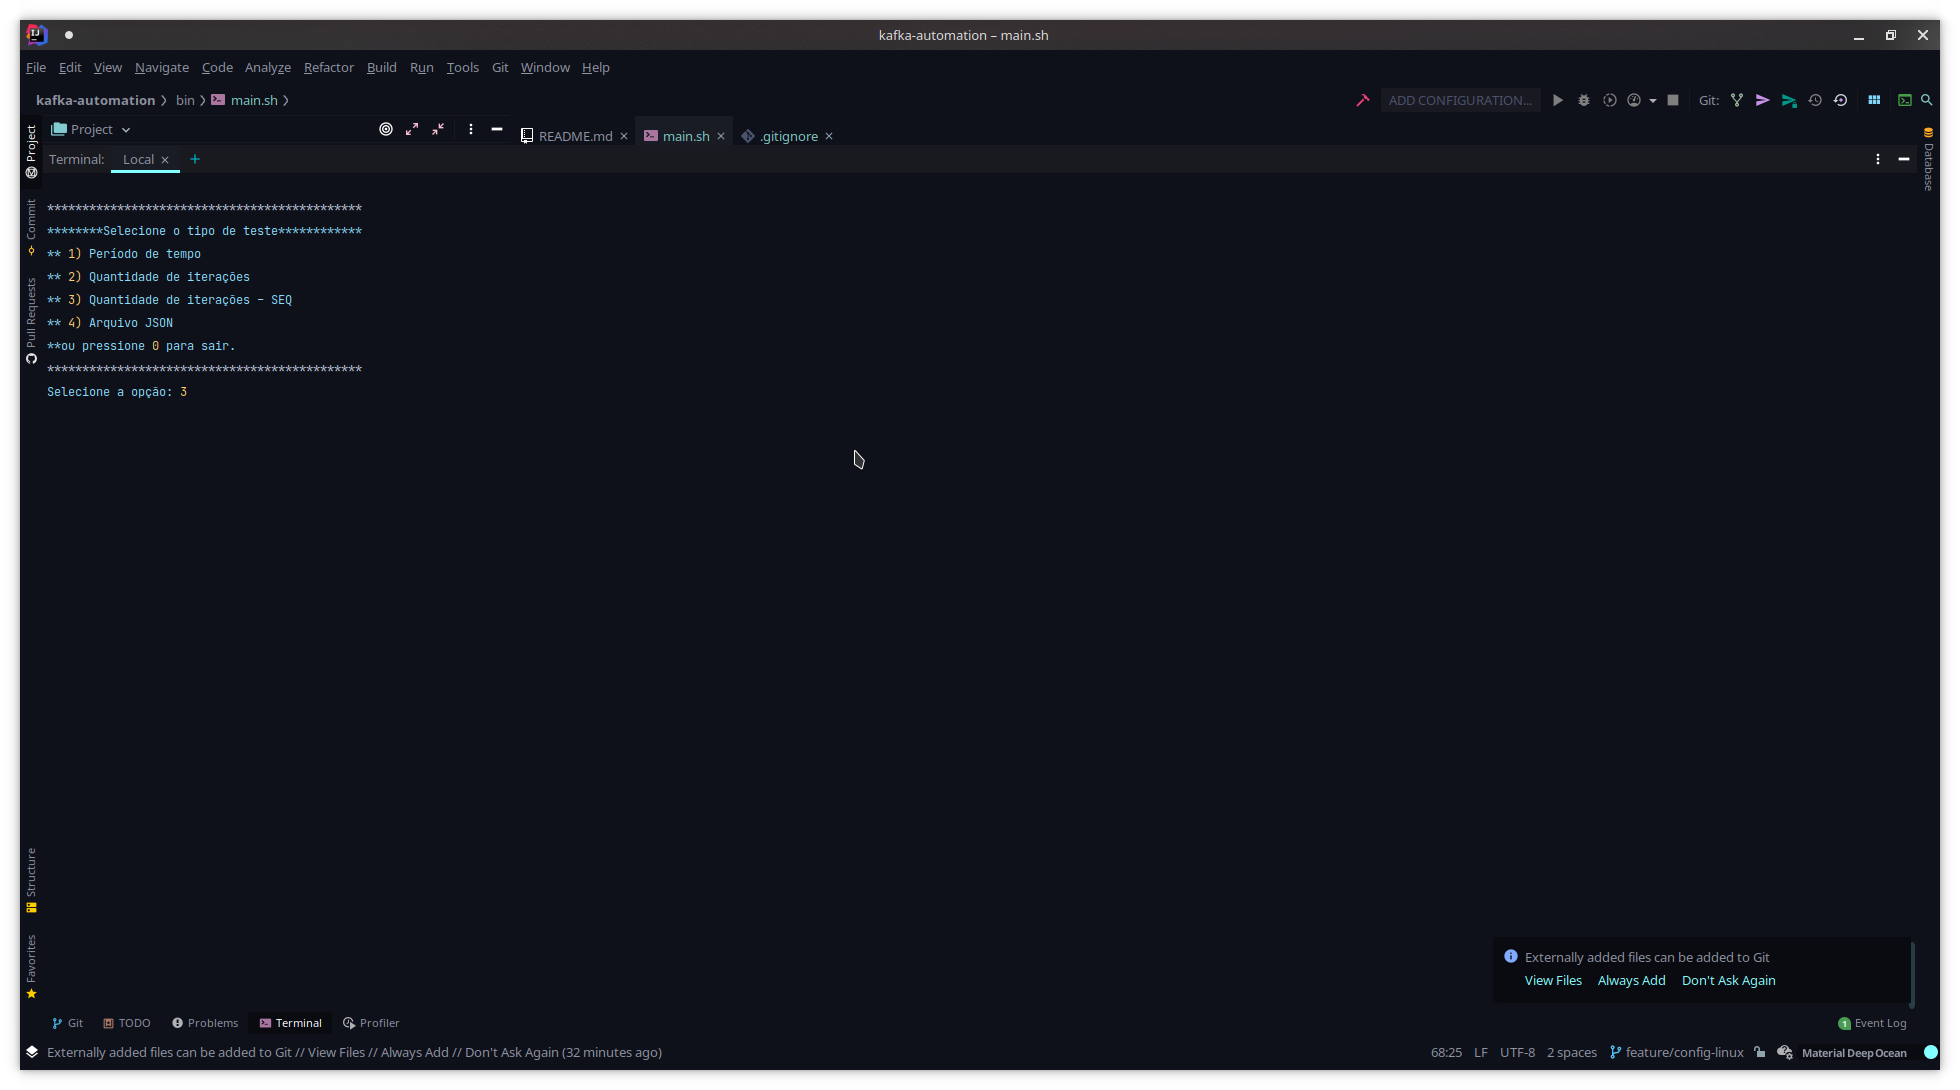 kafka-automation – main.sh
File Edit View Navigate Code Analyze Refactor Build Run Tools Git Window Help
kafka-automation bin main.sh
ADD CONFIGURATION... Git:
Project
README.md main.sh .gitignore
Terminal: Local
*********************************************
********Selecione o tipo de teste************
** 1) Período de tempo
** 2) Quantidade de iterações
** 3) Quantidade de iterações - SEQ
** 4) Arquivo JSON
**ou pressione 0 para sair.
*********************************************
Selecione a opção: 3
Project
Commit
Pull Requests
Structure
Favorites
Database
Externally added files can be added to Git
View Files Always Add Don't Ask Again
Git TODO Problems Terminal Profiler
1 Event Log
Externally added files can be added to Git // View Files // Always Add // Don't Ask Again (32 minutes ago)
68:25 LF UTF-8 2 spaces feature/config-linux Material Deep Ocean